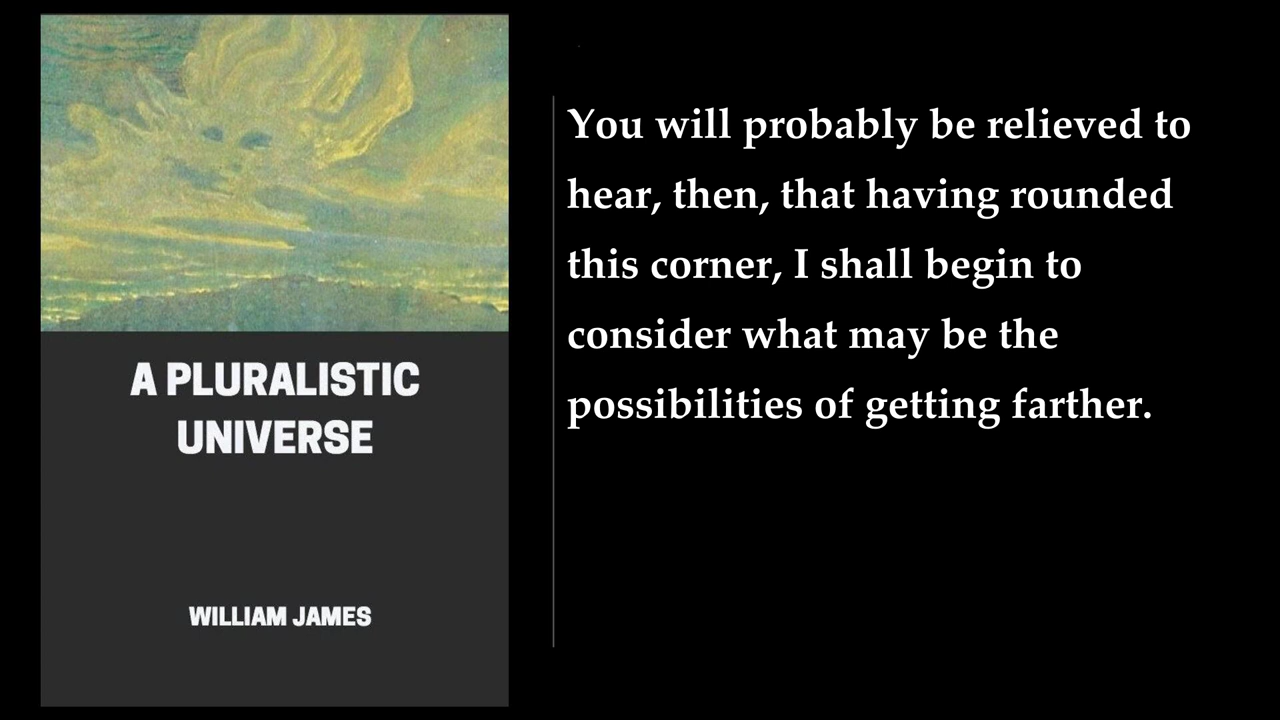 A PLURALISTIC
UNIVERSE
WILLIAM JAMES
You will probably be relieved to
hear, then, that having rounded
this corner, I shall begin to
consider what may be the
possibilities of getting farther.